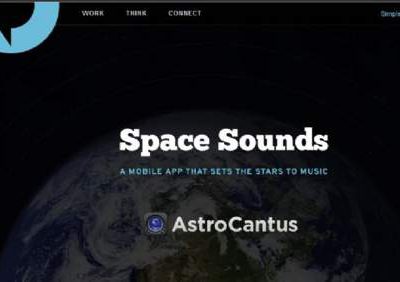 WORK THINK CONNECT
Space Sounds
A MOBILE APP THAT SETS THE STARS TO MUSIC
AstroCantus